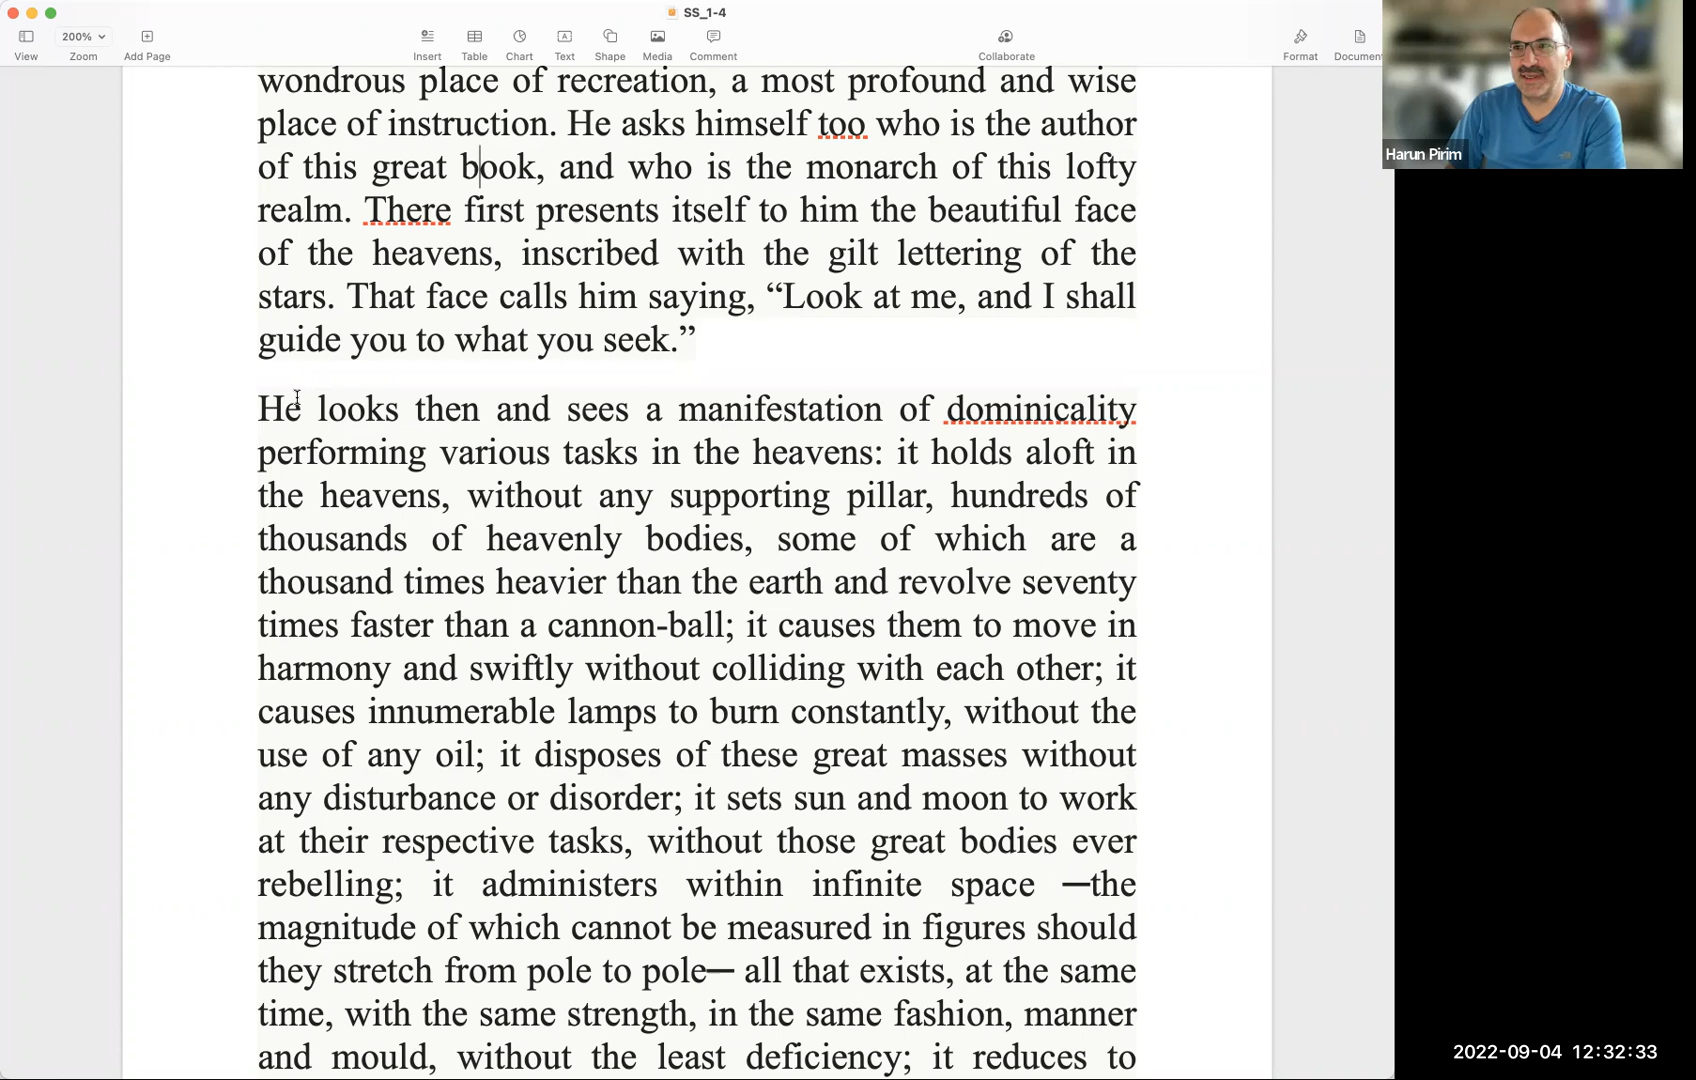 SS_1-4
200%
View
Zoom
Add Page
Insert
Table
Chart
Text
Shape
Media
Comment
Collaborate
Format
Document
Harun Pirim
wondrous place of recreation, a most profound and wise
place of instruction. He asks himself too who is the author
of this great book, and who is the monarch of this lofty
realm. There first presents itself to him the beautiful face
of the heavens, inscribed with the gilt lettering of the
stars. That face calls him saying, “Look at me, and I shall
guide you to what you seek.”
He looks then and sees a manifestation of dominicality
performing various tasks in the heavens: it holds aloft in
the heavens, without any supporting pillar, hundreds of
thousands of heavenly bodies, some of which are a
thousand times heavier than the earth and revolve seventy
times faster than a cannon-ball; it causes them to move in
harmony and swiftly without colliding with each other; it
causes innumerable lamps to burn constantly, without the
use of any oil; it disposes of these great masses without
any disturbance or disorder; it sets sun and moon to work
at their respective tasks, without those great bodies ever
rebelling; it administers within infinite space —the
magnitude of which cannot be measured in figures should
they stretch from pole to pole— all that exists, at the same
time, with the same strength, in the same fashion, manner
and mould, without the least deficiency; it reduces to
2022-09-04 12:32:33